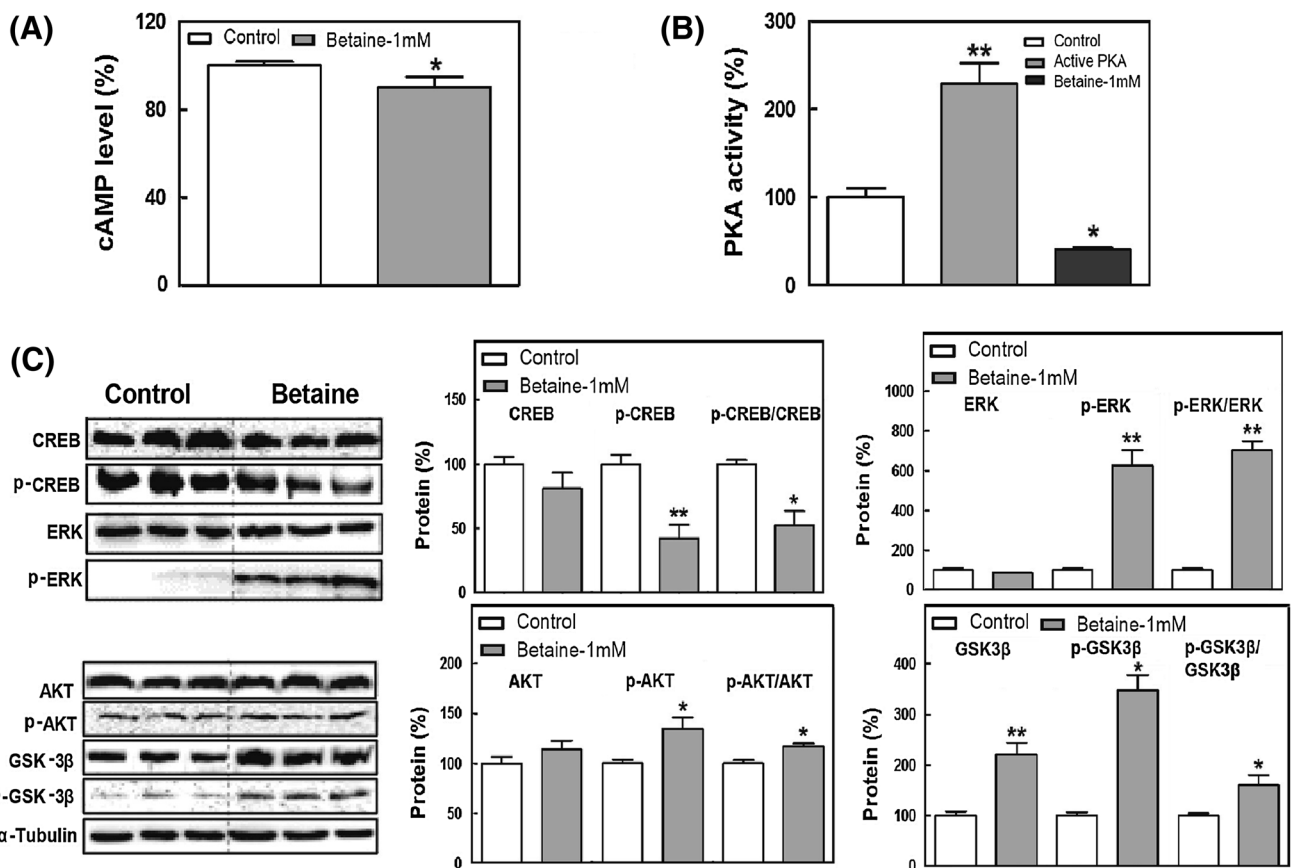 (A)
cAMP level (%)
120
80
40
0
Control Betaine-1mM
*
(B)
PKA activity (%)
300
200
100
0
Control
Active PKA
Betaine-1mM
**
*
(C)
Control Betaine
CREB
p-CREB
ERK
p-ERK
AKT
p-AKT
GSK-3β
-GSK-3β
α-Tubulin
Control
Betaine-1mM
CREB p-CREB p-CREB/CREB
Protein (%)
150
100
50
0
**
*
Control
Betaine-1mM
ERK p-ERK p-ERK/ERK
Protein (%)
1000
800
600
400
200
0
**
**
Control
Betaine-1mM
AKT p-AKT p-AKT/AKT
Protein (%)
200
150
100
50
0
*
*
Control Betaine-1mM
GSK3β p-GSK3β p-GSK3β/
GSK3β
Protein (%)
400
300
200
100
0
**
*
*